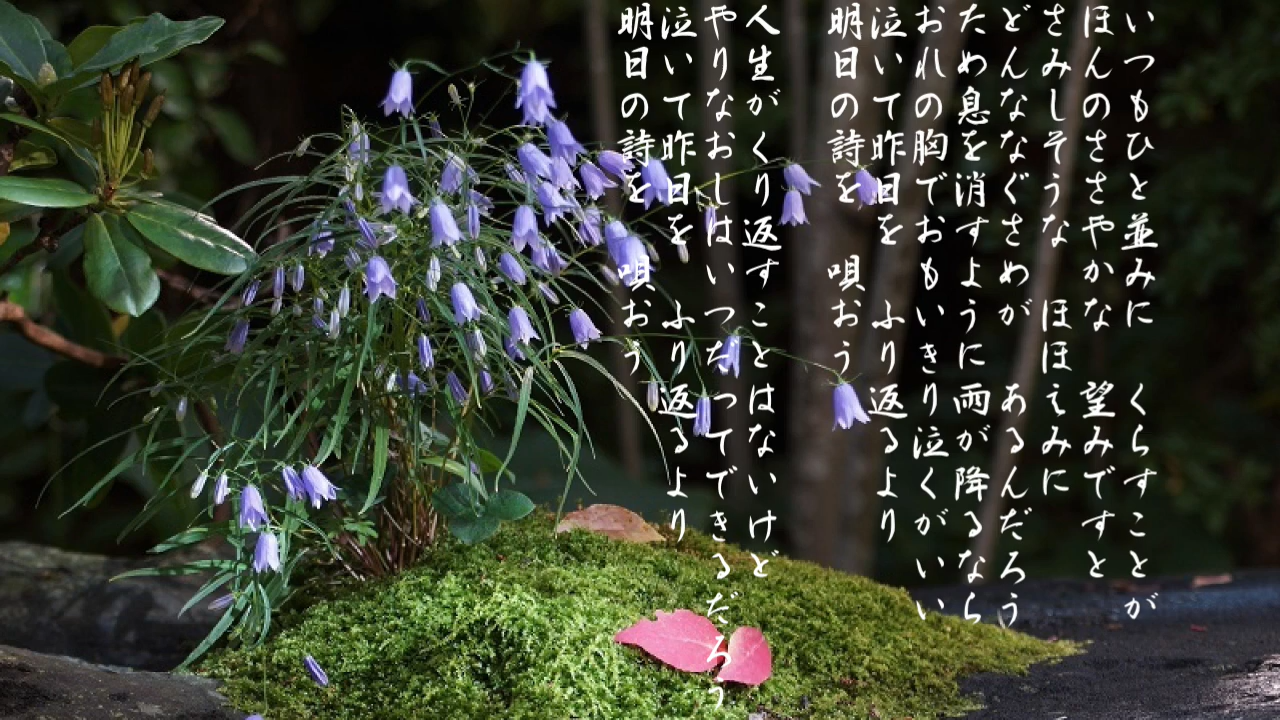 いつもひと並みに くらすことが
ほんのささやかな 望みですと
さみしそうな ほほえみに
どんななぐさめが あるんだろう
ため息を消すように雨が降るなら
おれの胸でおもいきり泣くがいい
泣いて昨日を ふり返るより
明日の詩を 唄おう
人生がくり返すことはないけど
やりなおしはいつだってできるだろう
泣いて昨日を ふり返るより
明日の詩を 唄おう